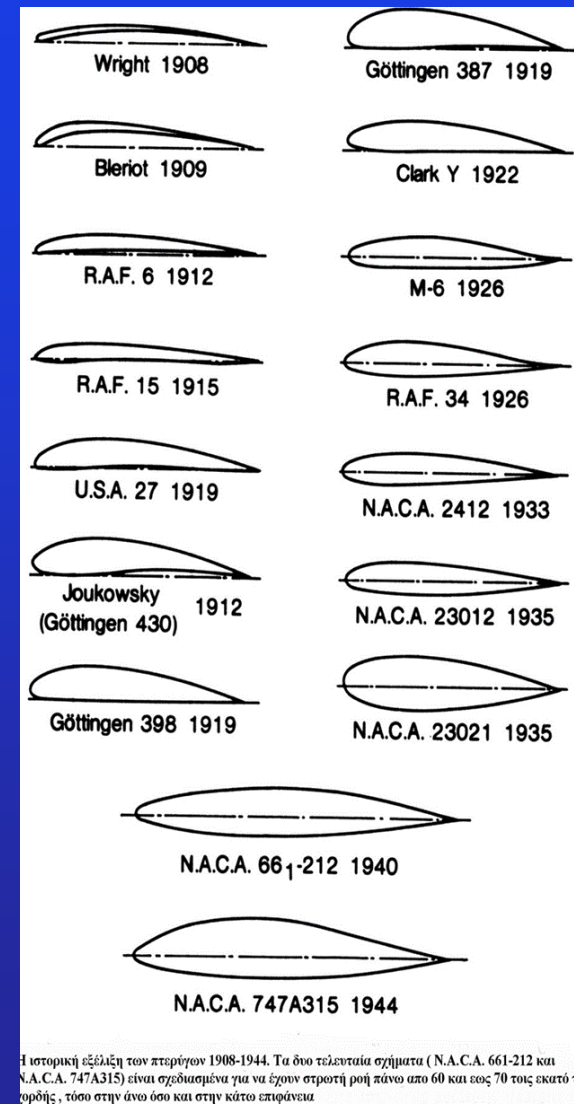 Wright 1908
Bleriot 1909
R.A.F. 6 1912
R.A.F. 15 1915
U.S.A. 27 1919
Joukowsky 1912
(Göttingen 430)
Göttingen 398 1919
Göttingen 387 1919
Clark Y 1922
M-6 1926
R.A.F. 34 1926
N.A.C.A. 2412 1933
N.A.C.A. 23012 1935
N.A.C.A. 23021 1935
N.A.C.A. 66₁-212 1940
N.A.C.A. 747A315 1944
Η ιστορική εξέλιξη των πτερύγων 1908-1944. Τα δυο τελευταία σχήματα ( N.A.C.A. 661-212 και
N.A.C.A. 747A315) είναι σχεδιασμένα για να έχουν στρωτή ροή πάνω απο 60 και εως 70 τοις εκατό
χορδής , τόσο στην άνω όσο και στην κάτω επιφάνεια